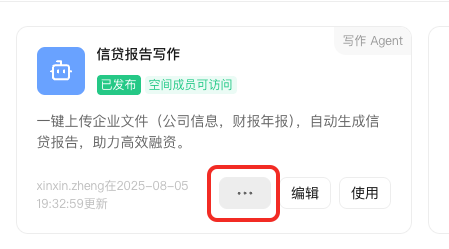 写作 Agent
信贷报告写作
已发布 空间成员可访问
一键上传企业文件（公司信息，财报年报），自动生成信
贷报告，助力高效融资。
xinxin.zheng在2025-08-05
19:32:59更新
... 编辑 使用